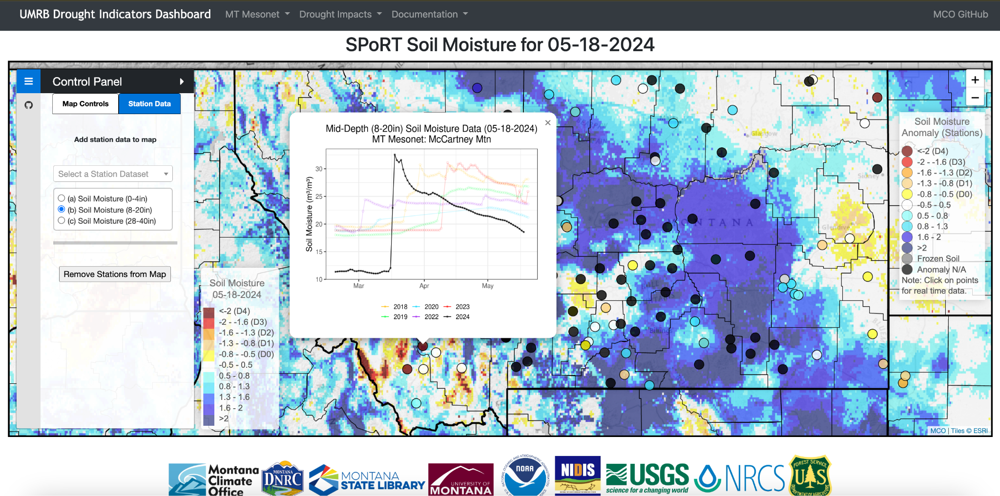 UMRB Drought Indicators Dashboard MT Mesonet Drought Impacts Documentation MCO GitHub
SPoRT Soil Moisture for 05-18-2024
Control Panel
Map Controls
Station Data
Add station data to map
Select a Station Dataset
(a) Soil Moisture (0-4in)
(b) Soil Moisture (8-20in)
(c) Soil Moisture (28-40in)
Remove Stations from Map
Soil Moisture
05-18-2024
<-2 (D4)
-2 - -1.6 (D3)
-1.6 - -1.3 (D2)
-1.3 - -0.8 (D1)
-0.8 - -0.5 (D0)
-0.5 - 0.5
0.5 - 0.8
0.8 - 1.3
1.3 - 1.6
1.6 - 2
>2
×
Mid-Depth (8-20in) Soil Moisture Data (05-18-2024)
MT Mesonet: McCartney Mtn
Soil Moisture (m³/m³)
30
25
20
15
10
Mar Apr May
2018 2020 2023
2019 2022 2024
Glasgow
Sidney
Glendive
MONTANA
Billings
+
−
Soil Moisture
Anomaly (Stations)
<-2 (D4)
-2 - -1.6 (D3)
-1.6 - -1.3 (D2)
-1.3 - -0.8 (D1)
-0.8 - -0.5 (D0)
-0.5 - 0.5
0.5 - 0.8
0.8 - 1.3
1.6 - 2
>2
Frozen Soil
Anomaly N/A
Note: Click on points
for real time data.
MCO | Tiles © ESRI
Montana
Climate
Office
MONTANA
DNRC
MONTANA
STATE LIBRARY
UNIVERSITY OF
MONTANA
NATIONAL OCEANIC AND ATMOSPHERIC ADMINISTRATION
NOAA
NIDIS
USGS
science for a changing world
NRCS
FOREST SERVICE
US
DEPARTMENT OF AGRICULTURE